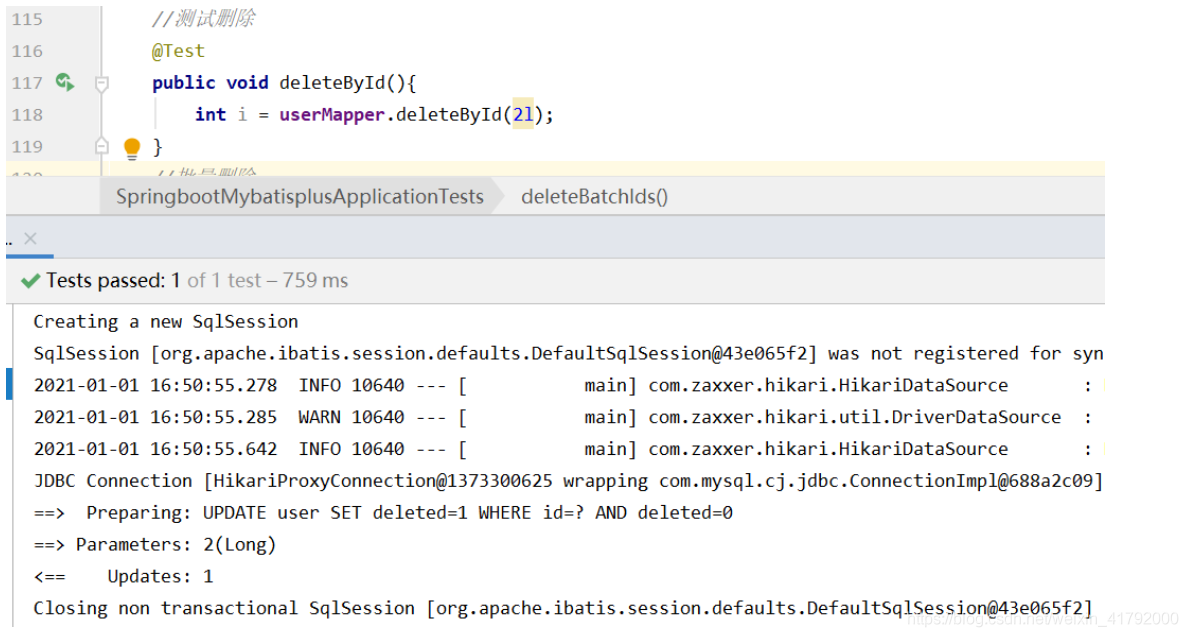 115 //测试删除
116 @Test
117 public void deleteById(){
118 int i = userMapper.deleteById(2l);
119 }
120 //批量删除
SpringbootMybatisplusApplicationTests deleteBatchIds()
..
Tests passed: 1 of 1 test – 759 ms
Creating a new SqlSession
SqlSession [org.apache.ibatis.session.defaults.DefaultSqlSession@43e065f2] was not registered for syn
2021-01-01 16:50:55.278 INFO 10640 --- [ main] com.zaxxer.hikari.HikariDataSource :
2021-01-01 16:50:55.285 WARN 10640 --- [ main] com.zaxxer.hikari.util.DriverDataSource :
2021-01-01 16:50:55.642 INFO 10640 --- [ main] com.zaxxer.hikari.HikariDataSource :
JDBC Connection [HikariProxyConnection@1373300625 wrapping com.mysql.cj.jdbc.ConnectionImpl@688a2c09]
==> Preparing: UPDATE user SET deleted=1 WHERE id=? AND deleted=0
==> Parameters: 2(Long)
<== Updates: 1
Closing non transactional SqlSession [org.apache.ibatis.session.defaults.DefaultSqlSession@43e065f2]
https://blog.csdn.net/weixin_41792000